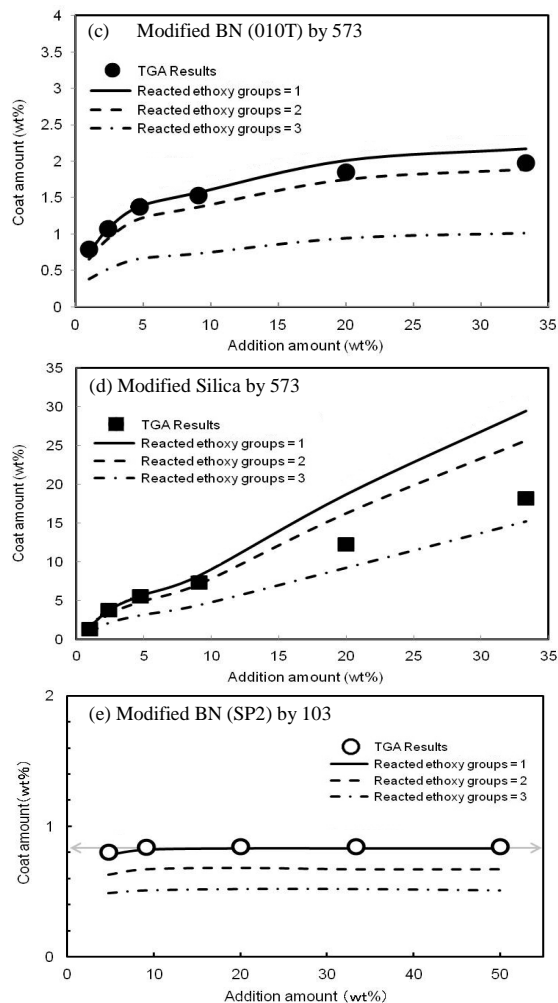 (c) Modified BN (010T) by 573
4
3.5
3
2.5
2
1.5
1
0.5
0
Coat amount (wt%)
TGA Results
Reacted ethoxy groups = 1
Reacted ethoxy groups = 2
Reacted ethoxy groups = 3
0 5 10 15 20 25 30 35
Addition amount (wt%)
(d) Modified Silica by 573
35
30
25
20
15
10
5
0
Coat amount (wt%)
TGA Results
Reacted ethoxy groups = 1
Reacted ethoxy groups = 2
Reacted ethoxy groups = 3
0 5 10 15 20 25 30 35
Addition amount (wt%)
(e) Modified BN (SP2) by 103
2
1
0
Coat amount (wt%)
TGA Results
Reacted ethoxy groups = 1
Reacted ethoxy groups = 2
Reacted ethoxy groups = 3
0 10 20 30 40 50
Addition amount (wt%)